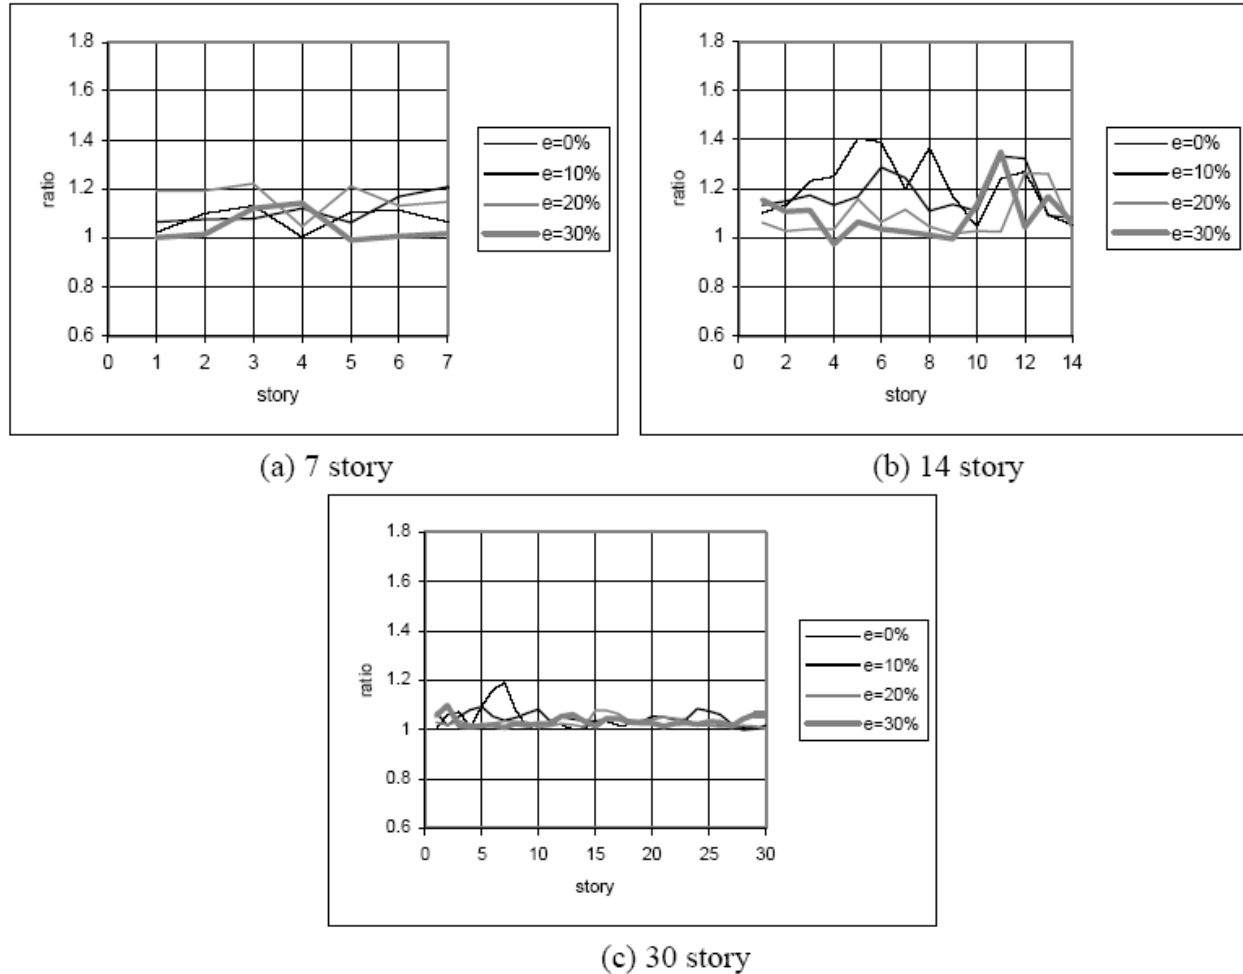 1.8
1.6
1.4
1.2
1
0.8
0.6
ratio
0 1 2 3 4 5 6 7
story
e=0%
e=10%
e=20%
e=30%
(a) 7 story
1.8
1.6
1.4
1.2
1
0.8
0.6
ratio
0 2 4 6 8 10 12 14
story
e=0%
e=10%
e=20%
e=30%
(b) 14 story
1.8
1.6
1.4
1.2
1
0.8
0.6
ratio
0 5 10 15 20 25 30
story
e=0%
e=10%
e=20%
e=30%
(c) 30 story